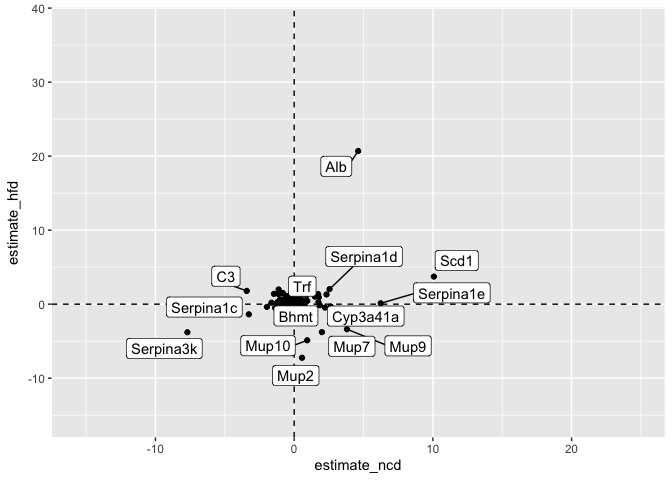 40
30
20
10
0
-10
estimate_hfd
Alb
Serpina1d
Scd1
C3
Trf
Serpina1e
Serpina1c
Bhmt
Cyp3a41a
Serpina3k
Mup10
Mup7
Mup9
Mup2
-10
0
10
20
estimate_ncd